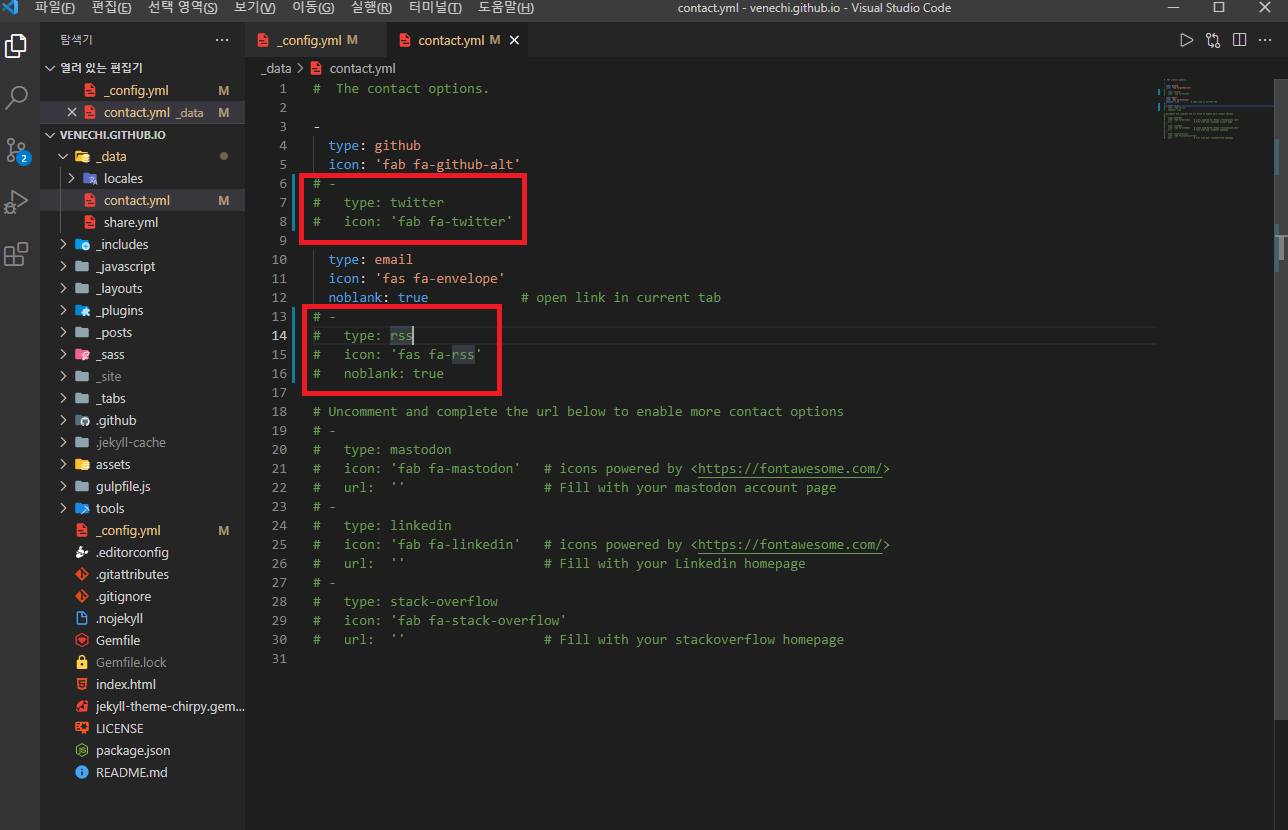 파일(F) 편집(E) 선택 영역(S) 보기(V) 이동(G) 실행(R) 터미널(T) 도움말(H)
contact.yml - venechi.github.io - Visual Studio Code
탐색기
열려 있는 편집기
_config.yml M
contact.yml _data M
VENECHI.GITHUB.IO
_data
locales
contact.yml M
share.yml
_includes
_javascript
_layouts
_plugins
_posts
_sass
_site
_tabs
.github
.jekyll-cache
assets
gulpfile.js
tools
_config.yml M
.editorconfig
.gitattributes
.gitignore
.nojekyll
Gemfile
Gemfile.lock
index.html
jekyll-theme-chirpy.gem...
LICENSE
package.json
README.md
2
_config.yml M
contact.yml M
_data > contact.yml
1 #  The contact options.
2
3 -
4   type: github
5   icon: 'fab fa-github-alt'
6 # -
7 #   type: twitter
8 #   icon: 'fab fa-twitter'
9
10   type: email
11   icon: 'fas fa-envelope'
12   noblank: true            # open link in current tab
13 # -
14 #   type: rss
15 #   icon: 'fas fa-rss'
16 #   noblank: true
17
18 # Uncomment and complete the url below to enable more contact options
19 # -
20 #   type: mastodon
21 #   icon: 'fab fa-mastodon'   # icons powered by <https://fontawesome.com/>
22 #   url:  ''                  # Fill with your mastodon account page
23 # -
24 #   type: linkedin
25 #   icon: 'fab fa-linkedin'   # icons powered by <https://fontawesome.com/>
26 #   url:  ''                  # Fill with your Linkedin homepage
27 # -
28 #   type: stack-overflow
29 #   icon: 'fab fa-stack-overflow'
30 #   url:  ''                  # Fill with your stackoverflow homepage
31